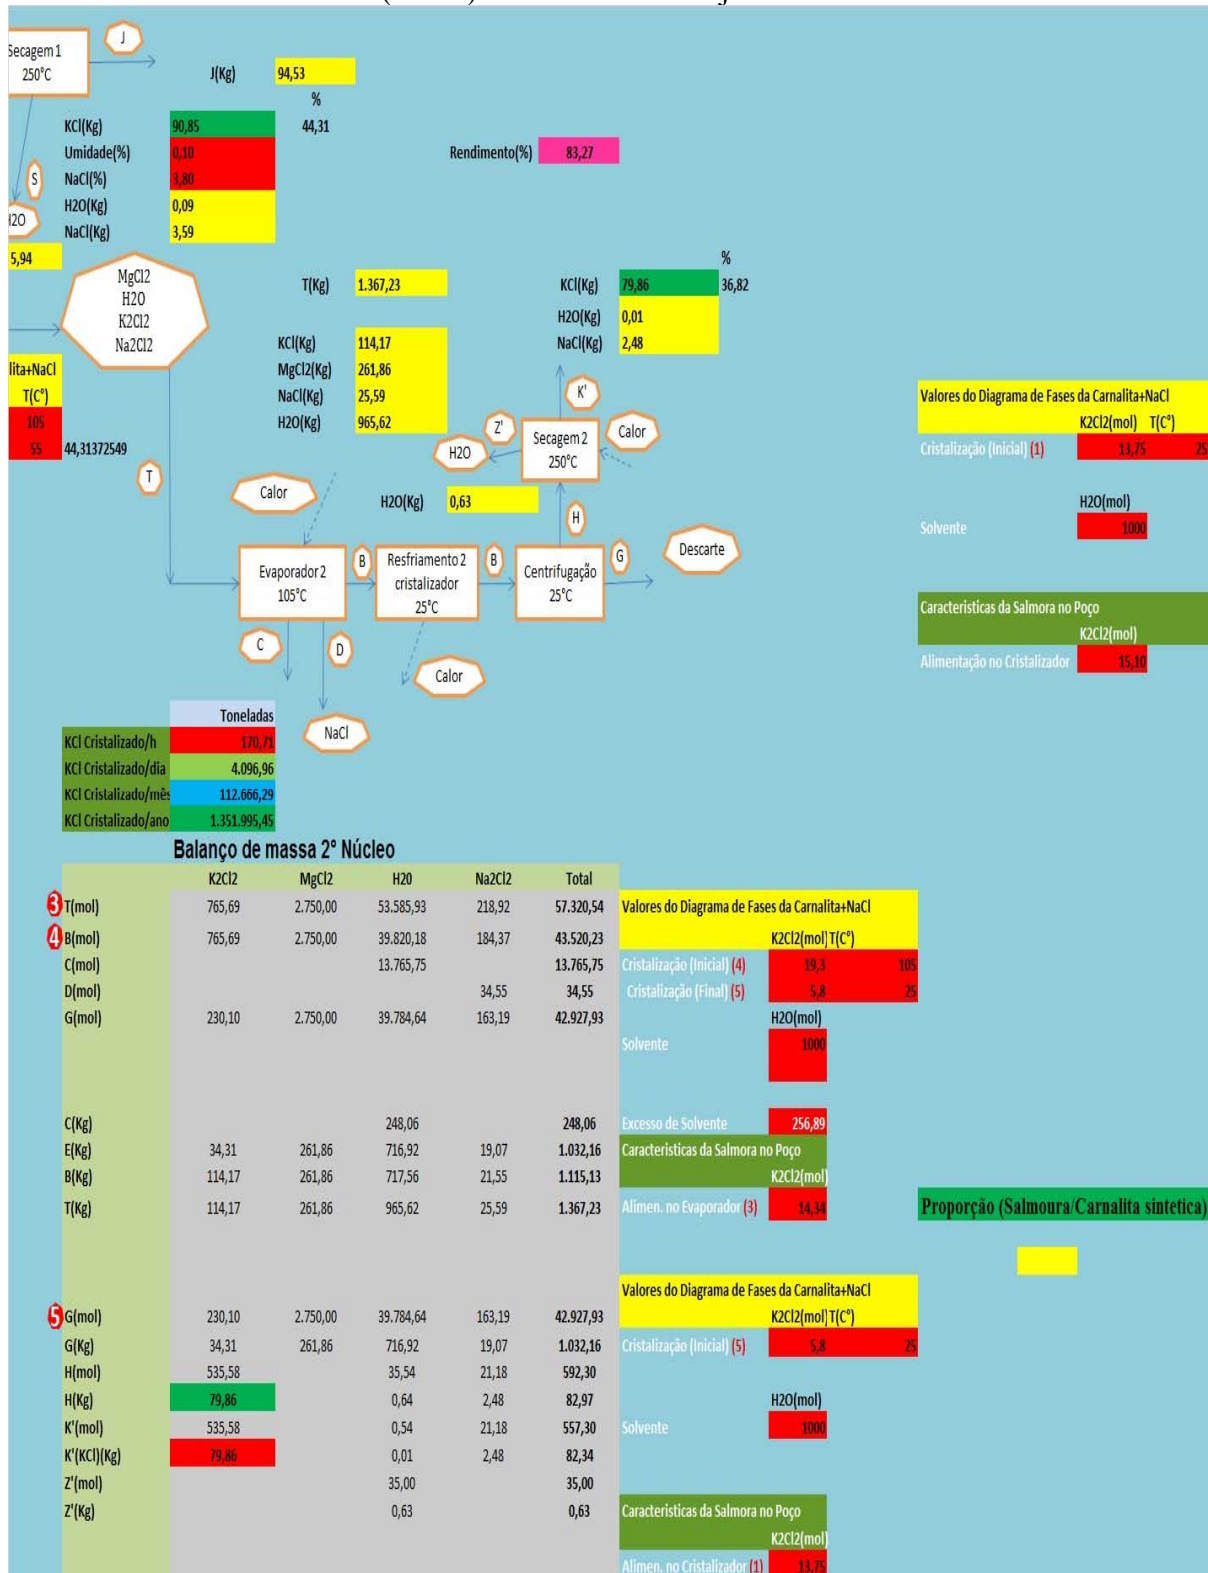 Secagem 1
250°C
J
J(Kg) 94,53
%
KCl(Kg) 90,85 44,31
Umidade(%) 0,10
Rendimento(%) 83,27
NaCl(%) 3,80
S
H2O(Kg) 0,09
NaCl(Kg) 3,59
5,94
MgCl2
H2O
K2Cl2
Na2Cl2
T(Kg) 1.367,23
%
KCl(Kg) 79,86 36,82
H2O(Kg) 0,01
NaCl(Kg) 2,48
KCl(Kg) 114,17
MgCl2(Kg) 261,86
NaCl(Kg) 25,59
H2O(Kg) 965,62
lita+NaCl
T(C°)
105
55 44,31372549
K'
Z'
H2O
Secagem 2
250°C
Calor
Valores do Diagrama de Fases da Carnalita+NaCl
K2Cl2(mol) T(C°)
Cristalização (Inicial) (1) 13,75 25
H2O(mol)
Solvente 1000
T
Calor
H2O(Kg) 0,63
H
Evaporador 2
105°C
B
Resfriamento 2
cristalizador
25°C
B
Centrifugação
25°C
G
Descarte
C
D
Calor
NaCl
Caracteristicas da Salmora no Poço
K2Cl2(mol)
Alimentação no Cristalizador 15,10
Toneladas
KCl Cristalizado/h 170,71
KCl Cristalizado/dia 4.096,96
KCl Cristalizado/mês 112.666,29
KCl Cristalizado/ano 1.351.995,45
Balanço de massa 2° Núcleo
K2Cl2 MgCl2 H20 Na2Cl2 Total
3 T(mol) 765,69 2.750,00 53.585,93 218,92 57.320,54 Valores do Diagrama de Fases da Carnalita+NaCl
4 B(mol) 765,69 2.750,00 39.820,18 184,37 43.520,23 K2Cl2(mol) T(C°)
C(mol) 13.765,75 13.765,75 Cristalização (Inicial) (4) 19,3 105
D(mol) 34,55 34,55 Cristalização (Final) (5) 5,8 25
G(mol) 230,10 2.750,00 39.784,64 163,19 42.927,93 H2O(mol)
Solvente 1000
C(Kg) 248,06 248,06 Excesso de Solvente 256,89
E(Kg) 34,31 261,86 716,92 19,07 1.032,16 Caracteristicas da Salmora no Poço
B(Kg) 114,17 261,86 717,56 21,55 1.115,13 K2Cl2(mol)
T(Kg) 114,17 261,86 965,62 25,59 1.367,23 Alimen. no Evaporador (3) 14,34 Proporção (Salmoura/Carnalita sintetica)
Valores do Diagrama de Fases da Carnalita+NaCl
5 G(mol) 230,10 2.750,00 39.784,64 163,19 42.927,93 K2Cl2(mol) T(C°)
G(Kg) 34,31 261,86 716,92 19,07 1.032,16 Cristalização (Inicial) (5) 5,8 25
H(mol) 535,58 35,54 21,18 592,30
H(Kg) 79,86 0,64 2,48 82,97 H2O(mol)
K'(mol) 535,58 0,54 21,18 557,30 Solvente 1000
K'(KCl)(Kg) 79,86 0,01 2,48 82,34
Z'(mol) 35,00 35,00
Z'(Kg) 0,63 0,63 Caracteristicas da Salmora no Poço
K2Cl2(mol)
Alimen. no Cristalizador (1) 13,75